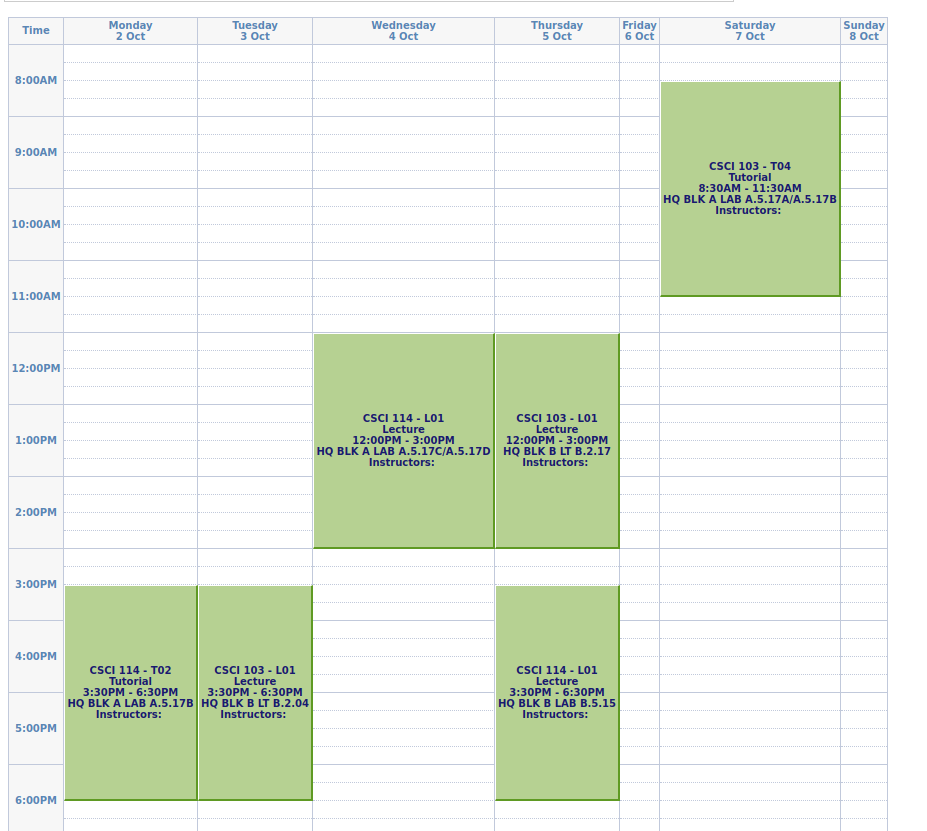 Time
Monday
2 Oct
Tuesday
3 Oct
Wednesday
4 Oct
Thursday
5 Oct
Friday
6 Oct
Saturday
7 Oct
Sunday
8 Oct
8:00AM
9:00AM
CSCI 103 - T04
Tutorial
8:30AM - 11:30AM
HQ BLK A LAB A.5.17A/A.5.17B
Instructors:
10:00AM
11:00AM
12:00PM
CSCI 114 - L01
Lecture
12:00PM - 3:00PM
HQ BLK A LAB A.5.17C/A.5.17D
Instructors:
CSCI 103 - L01
Lecture
12:00PM - 3:00PM
HQ BLK B LT B.2.17
Instructors:
1:00PM
2:00PM
3:00PM
4:00PM
CSCI 114 - T02
Tutorial
3:30PM - 6:30PM
HQ BLK A LAB A.5.17B
Instructors:
CSCI 103 - L01
Lecture
3:30PM - 6:30PM
HQ BLK B LT B.2.04
Instructors:
CSCI 114 - L01
Lecture
3:30PM - 6:30PM
HQ BLK B LAB B.5.15
Instructors:
5:00PM
6:00PM